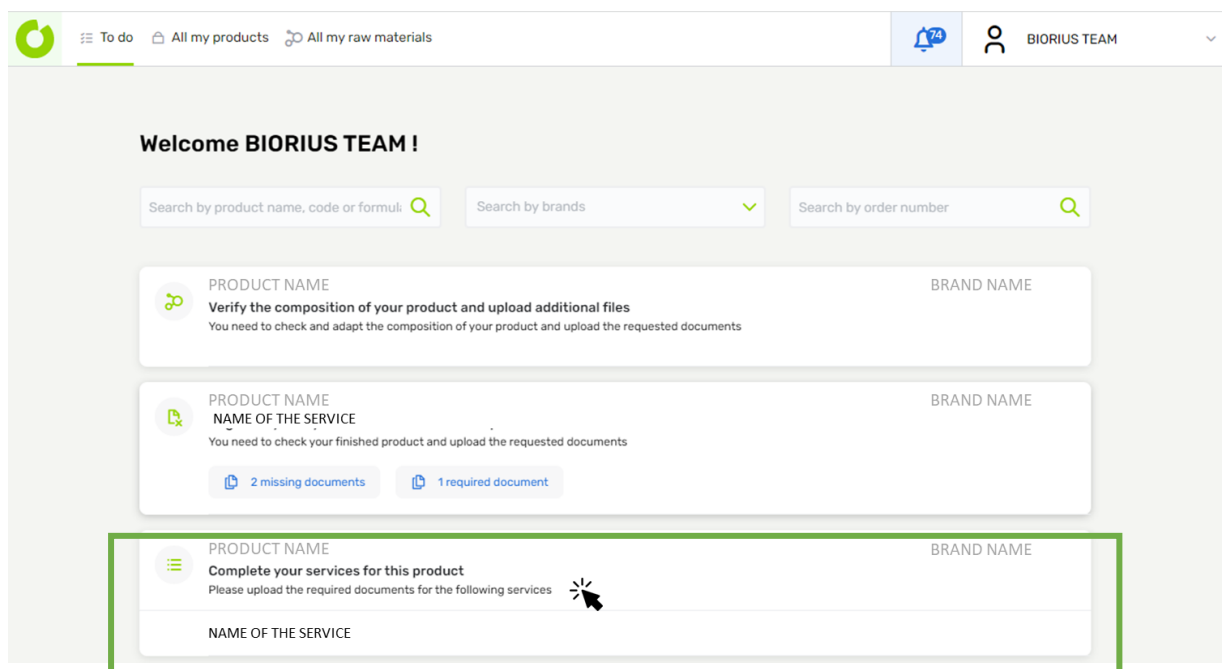 To do All my products All my raw materials 74 BIORIUS TEAM
Welcome BIORIUS TEAM !
Search by product name, code or formul Search by brands Search by order number
PRODUCT NAME BRAND NAME
Verify the composition of your product and upload additional files
You need to check and adapt the composition of your product and upload the requested documents
PRODUCT NAME BRAND NAME
NAME OF THE SERVICE
You need to check your finished product and upload the requested documents
2 missing documents 1 required document
PRODUCT NAME BRAND NAME
Complete your services for this product
Please upload the required documents for the following services
NAME OF THE SERVICE